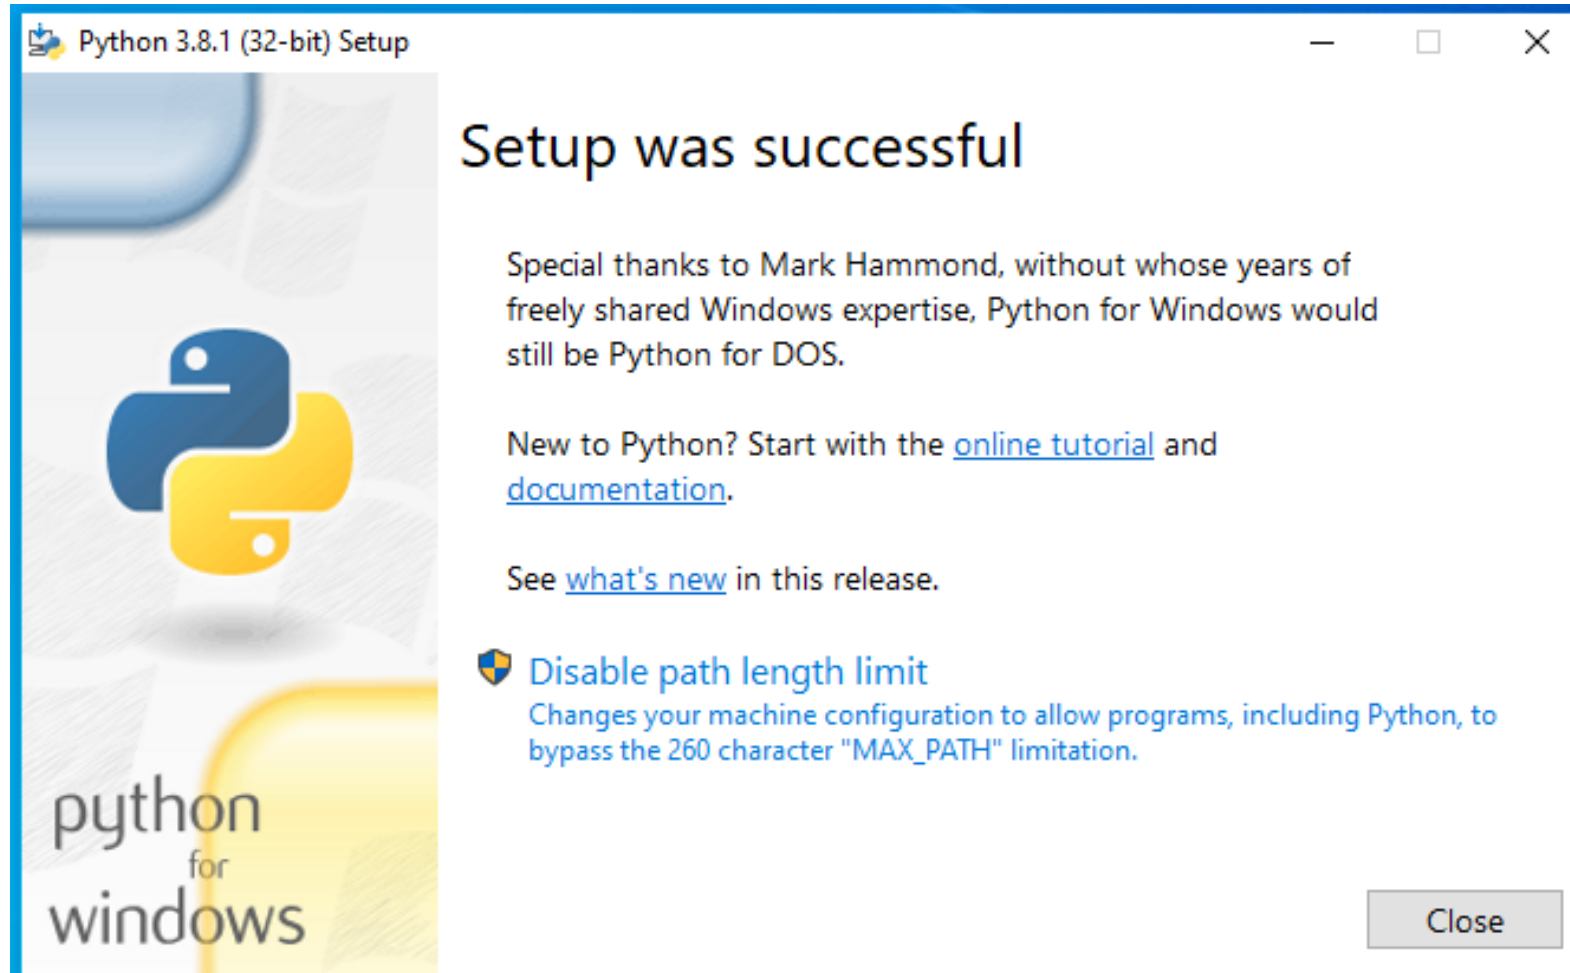 Python 3.8.1 (32-bit) Setup
Setup was successful
Special thanks to Mark Hammond, without whose years of
freely shared Windows expertise, Python for Windows would
still be Python for DOS.
New to Python? Start with the online tutorial and
documentation.
See what's new in this release.
Disable path length limit
Changes your machine configuration to allow programs, including Python, to
bypass the 260 character "MAX_PATH" limitation.
python
for
windows
Close